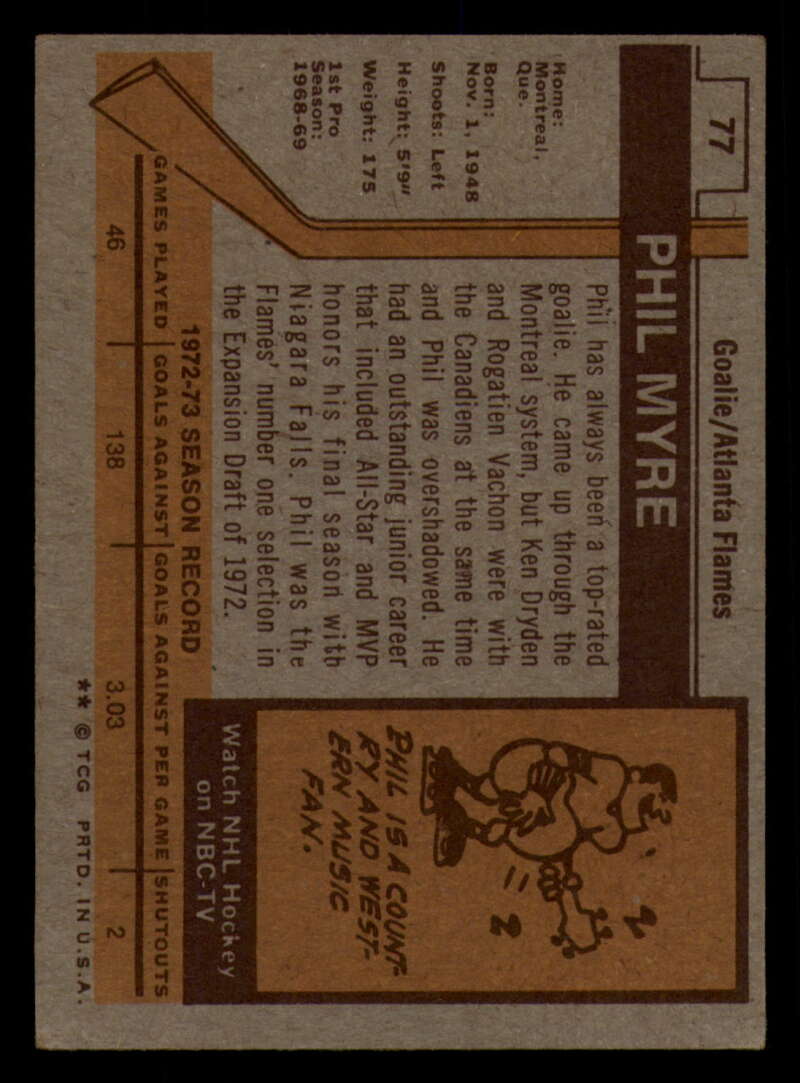 77
Goalie/Atlanta Flames
PHIL MYRE
Home:
Montreal,
Que.
Born:
Nov. 1, 1948
Shoots: Left
Height: 5'9"
Weight: 175
1st Pro
Season:
1968-69
Phil has always been a top-rated
goalie. He came up through the
Montreal system, but Ken Dryden
and Rogatien Vachon were with
the Canadiens at the same time
and Phil was overshadowed. He
had an outstanding junior career
that included All-Star and MVP
honors his final season with
Niagara Falls. Phil was the
Flames' number one selection in
the Expansion Draft of 1972.
PHIL IS A COUNT-
RY AND WEST-
ERN MUSIC
FAN.
Watch NHL Hockey
on NBC-TV
1972-73 SEASON RECORD
GAMES PLAYED GOALS AGAINST GOALS AGAINST PER GAME SHUTOUTS
46 138 3.03 2
** © TCG PRTD. IN U.S.A.